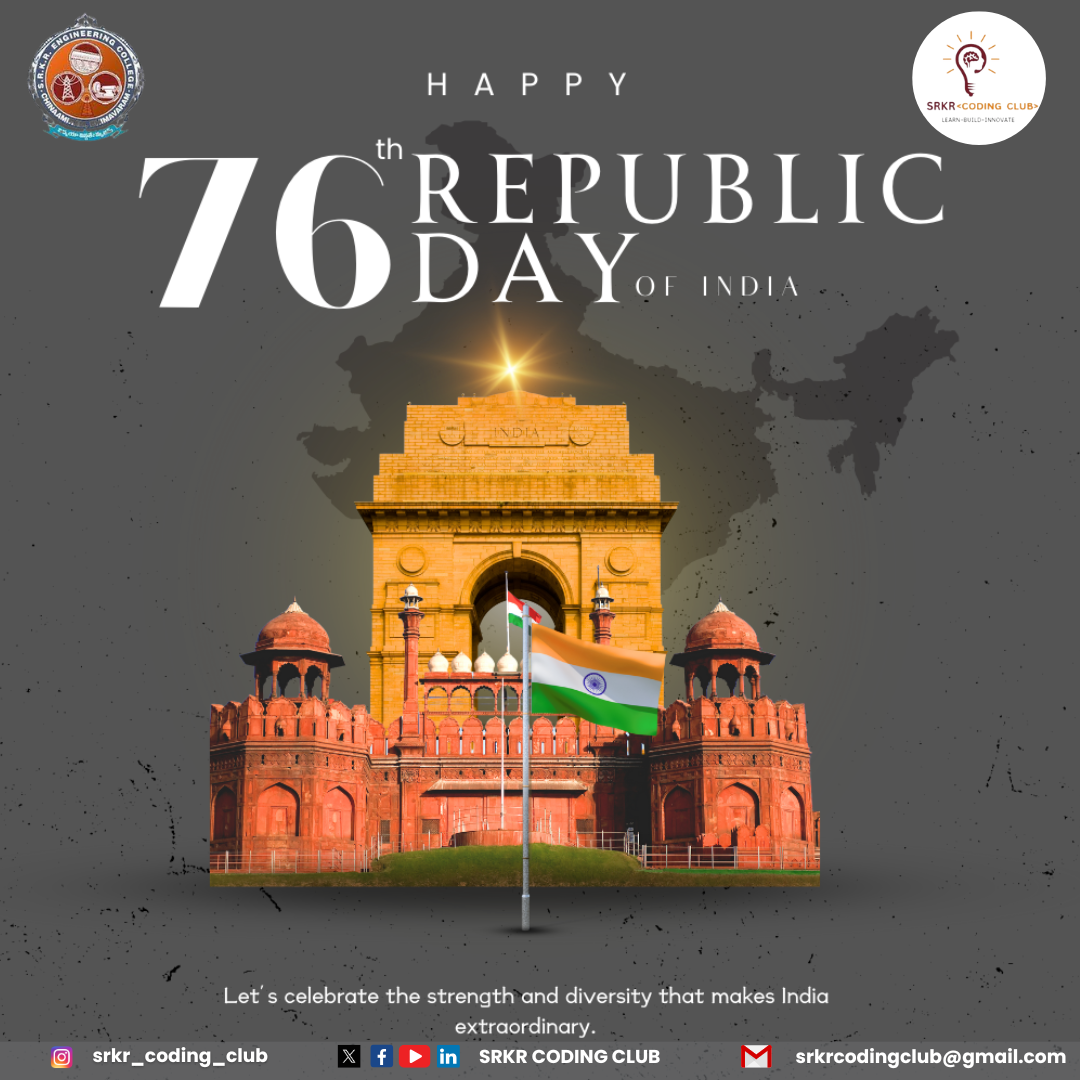 S.R.K.R. ENGINEERING COLLEGE
HAPPY
SRKR<CODING CLUB>
LEARN•BUILD•INNOVATE
76th REPUBLIC
DAY OF INDIA
INDIA
Let's celebrate the strength and diversity that makes India
extraordinary.
srkr_coding_club
SRKR CODING CLUB
srkrcodingclub@gmail.com